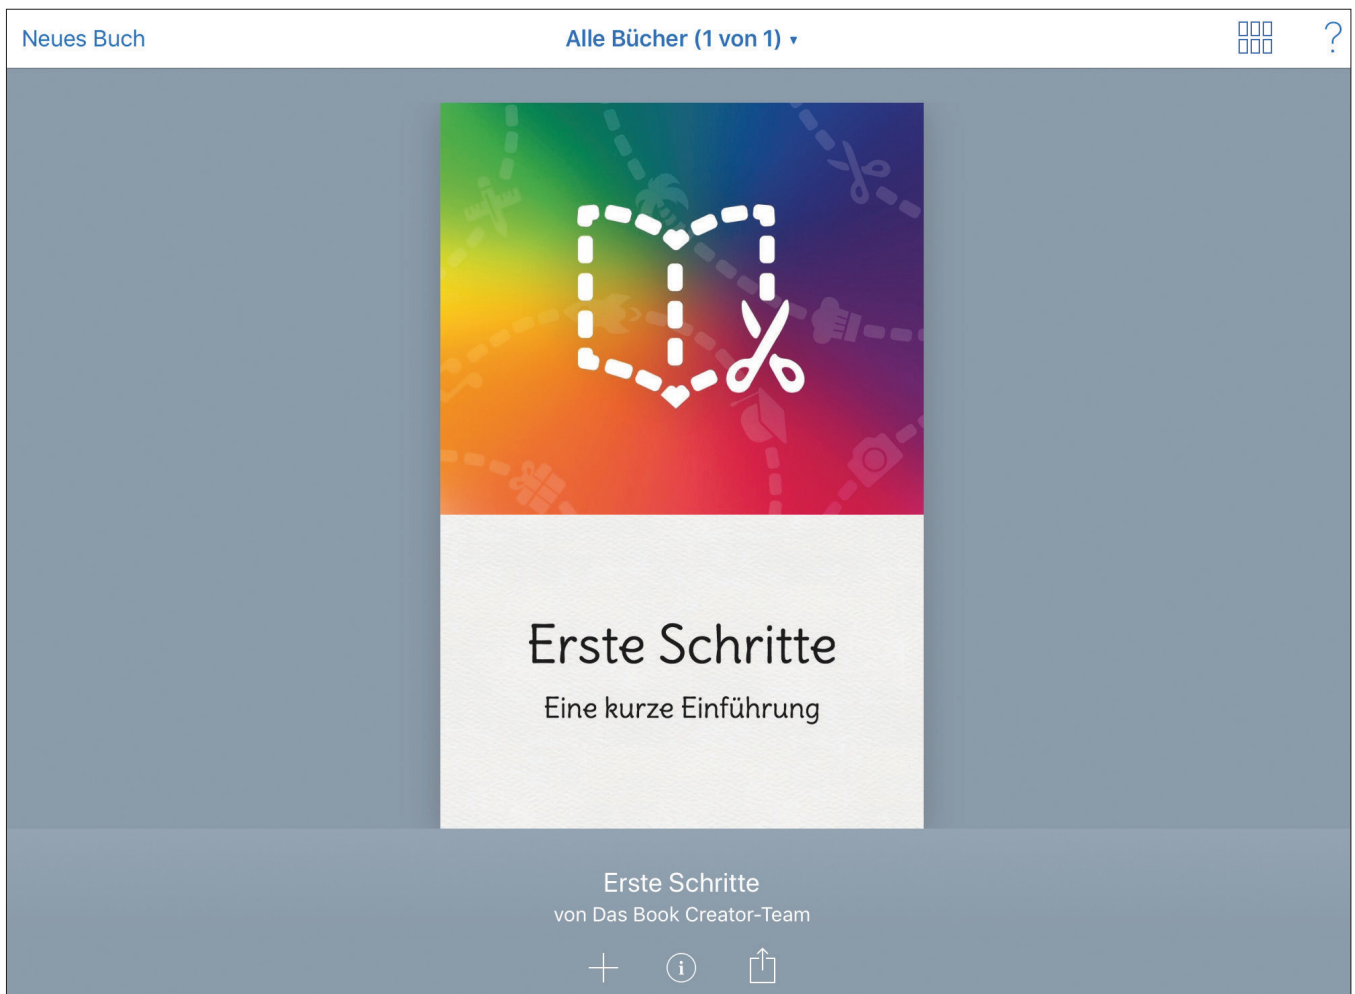 Neues Buch
Alle Bücher (1 von 1) ▾
?
Erste Schritte
Eine kurze Einführung
Erste Schritte
von Das Book Creator-Team